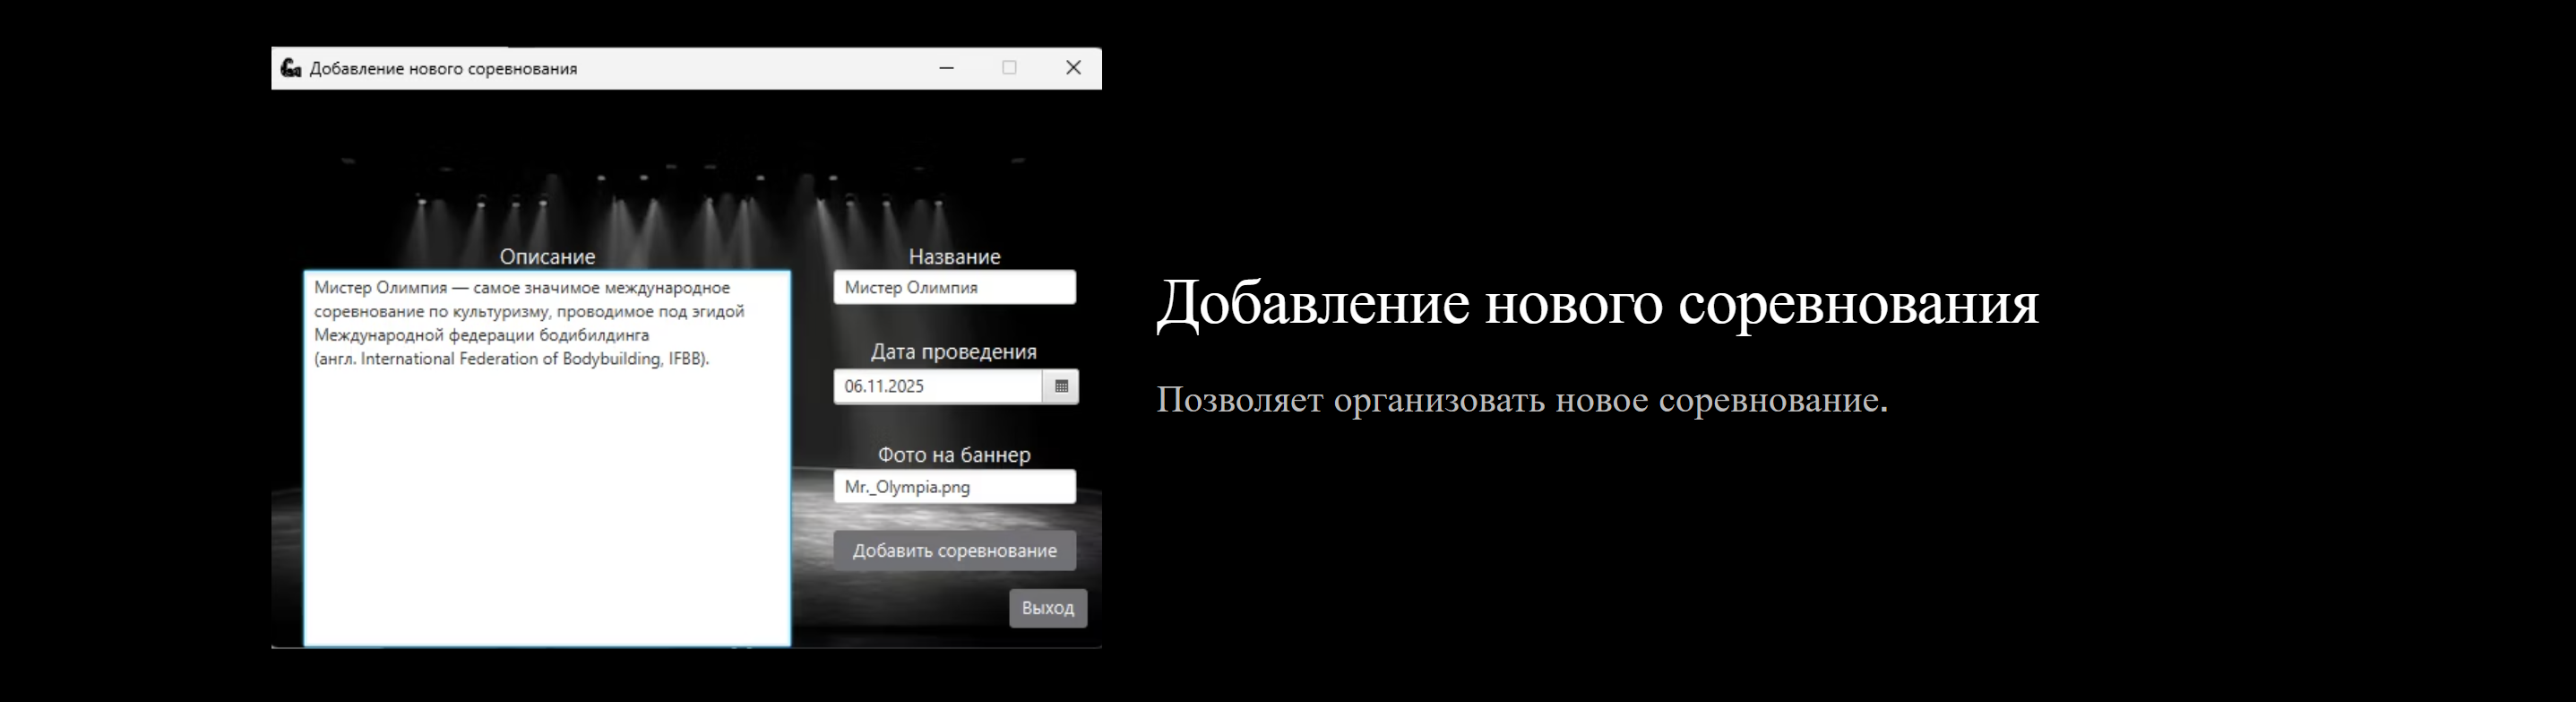 Добавление нового соревнования
Описание
Мистер Олимпия — самое значимое международное
соревнование по культуризму, проводимое под эгидой
Международной федерации бодибилдинга
(англ. International Federation of Bodybuilding, IFBB).
Название
Мистер Олимпия
Дата проведения
06.11.2025
Фото на баннер
Mr._Olympia.png
Добавить соревнование
Выход
Добавление нового соревнования
Позволяет организовать новое соревнование.